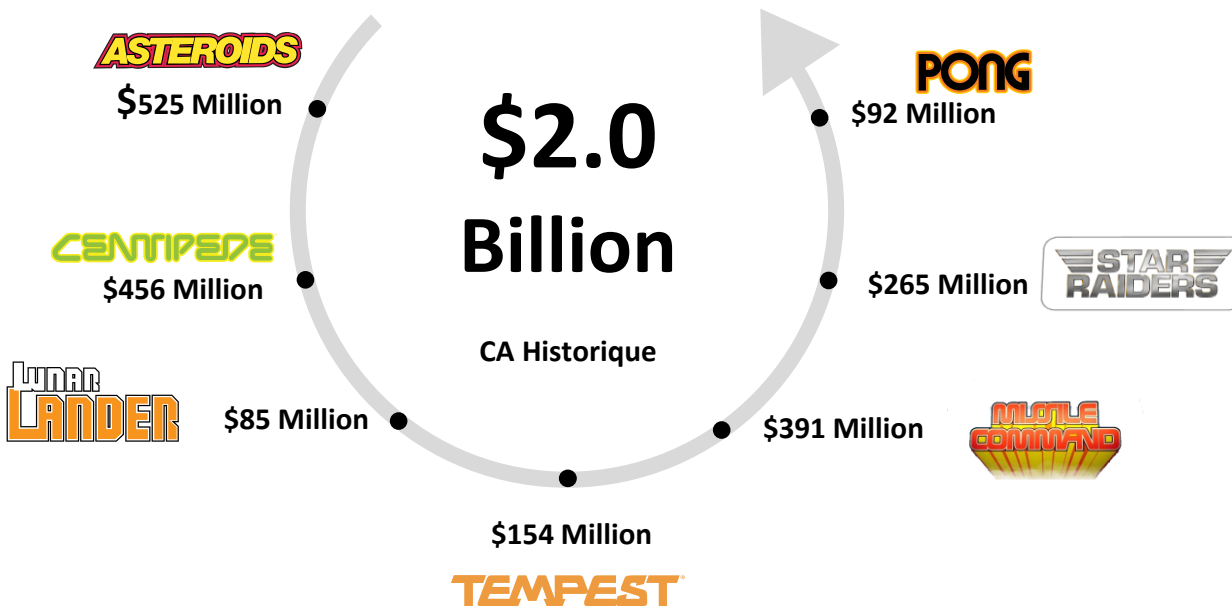 ASTEROIDS
$525 Million
CENTIPEDE
$456 Million
LUNAR
LANDER
$85 Million
$154 Million
TEMPEST
$2.0
Billion
CA Historique
PONG
$92 Million
$265 Million
STAR
RAIDERS
$391 Million
MISSILE
COMMAND